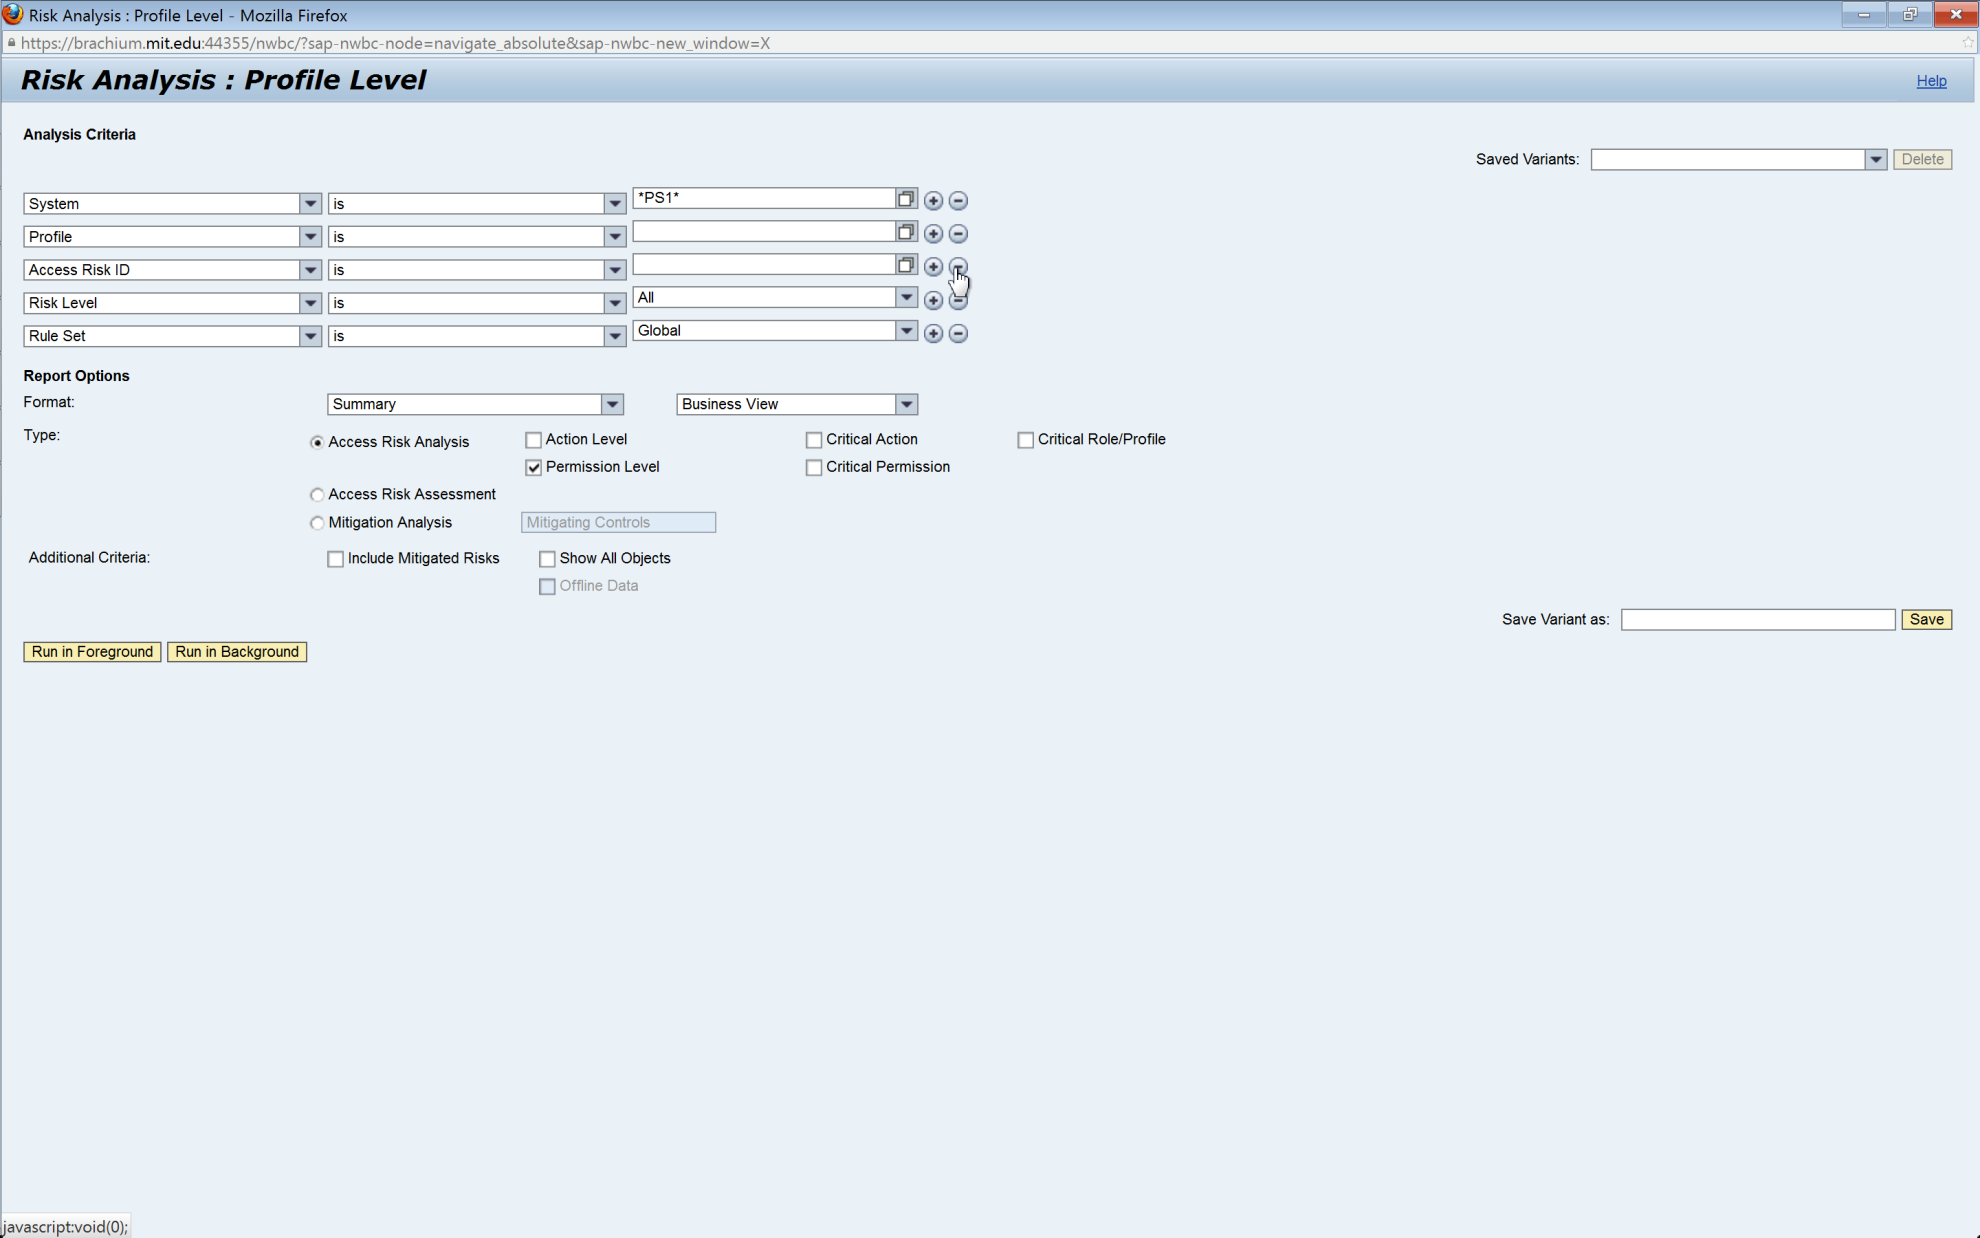 Risk Analysis : Profile Level - Mozilla Firefox
https://brachium.mit.edu:44355/nwbc/?sap-nwbc-node=navigate_absolute&sap-nwbc-new_window=X
Risk Analysis : Profile Level
Help
Analysis Criteria
Saved Variants:
Delete
System is *PS1*
Profile is
Access Risk ID is
Risk Level is All
Rule Set is Global
Report Options
Format: Summary Business View
Type: Access Risk Analysis Action Level Critical Action Critical Role/Profile
Permission Level Critical Permission
Access Risk Assessment
Mitigation Analysis Mitigating Controls
Additional Criteria: Include Mitigated Risks Show All Objects
Offline Data
Save Variant as: Save
Run in Foreground Run in Background
javascript:void(0);